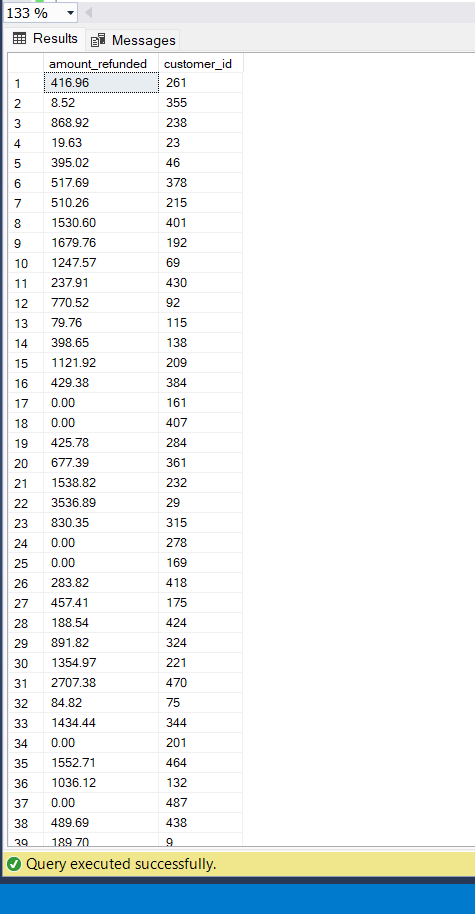 133 %
Results Messages
amount_refunded customer_id
1 416.96 261
2 8.52 355
3 868.92 238
4 19.63 23
5 395.02 46
6 517.69 378
7 510.26 215
8 1530.60 401
9 1679.76 192
10 1247.57 69
11 237.91 430
12 770.52 92
13 79.76 115
14 398.65 138
15 1121.92 209
16 429.38 384
17 0.00 161
18 0.00 407
19 425.78 284
20 677.39 361
21 1538.82 232
22 3536.89 29
23 830.35 315
24 0.00 278
25 0.00 169
26 283.82 418
27 457.41 175
28 188.54 424
29 891.82 324
30 1354.97 221
31 2707.38 470
32 84.82 75
33 1434.44 344
34 0.00 201
35 1552.71 464
36 1036.12 132
37 0.00 487
38 489.69 438
39 189.70 9
Query executed successfully.